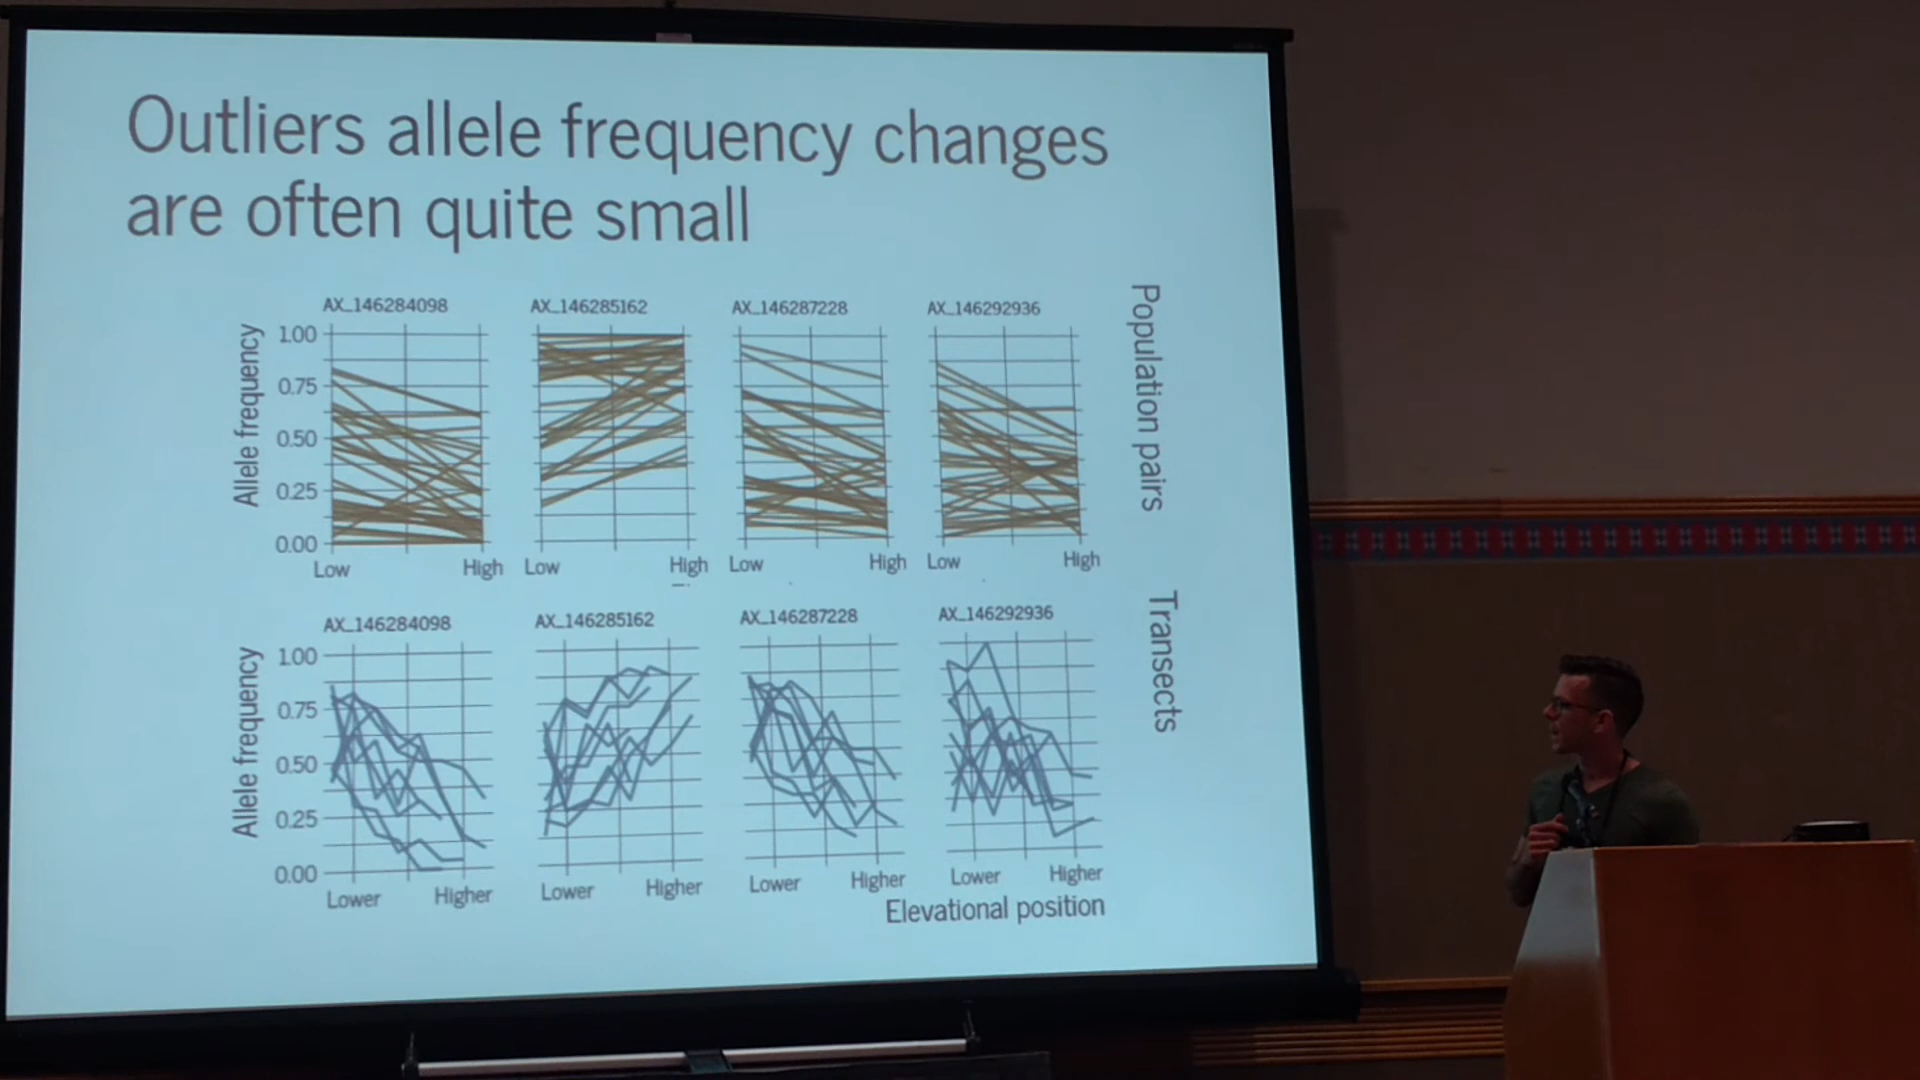 Outliers allele frequency changes
are often quite small
Population pairs
AX_146284098
AX_146285162
AX_146287228
AX_146292936
Allele frequency
1.00
0.75
0.50
0.25
0.00
Low
High
Low
High
Low
High
Low
High
Transects
AX_146284098
AX_146285162
AX_146287228
AX_146292936
Allele frequency
1.00
0.75
0.50
0.25
0.00
Lower
Higher
Lower
Higher
Lower
Higher
Lower
Higher
Elevational position